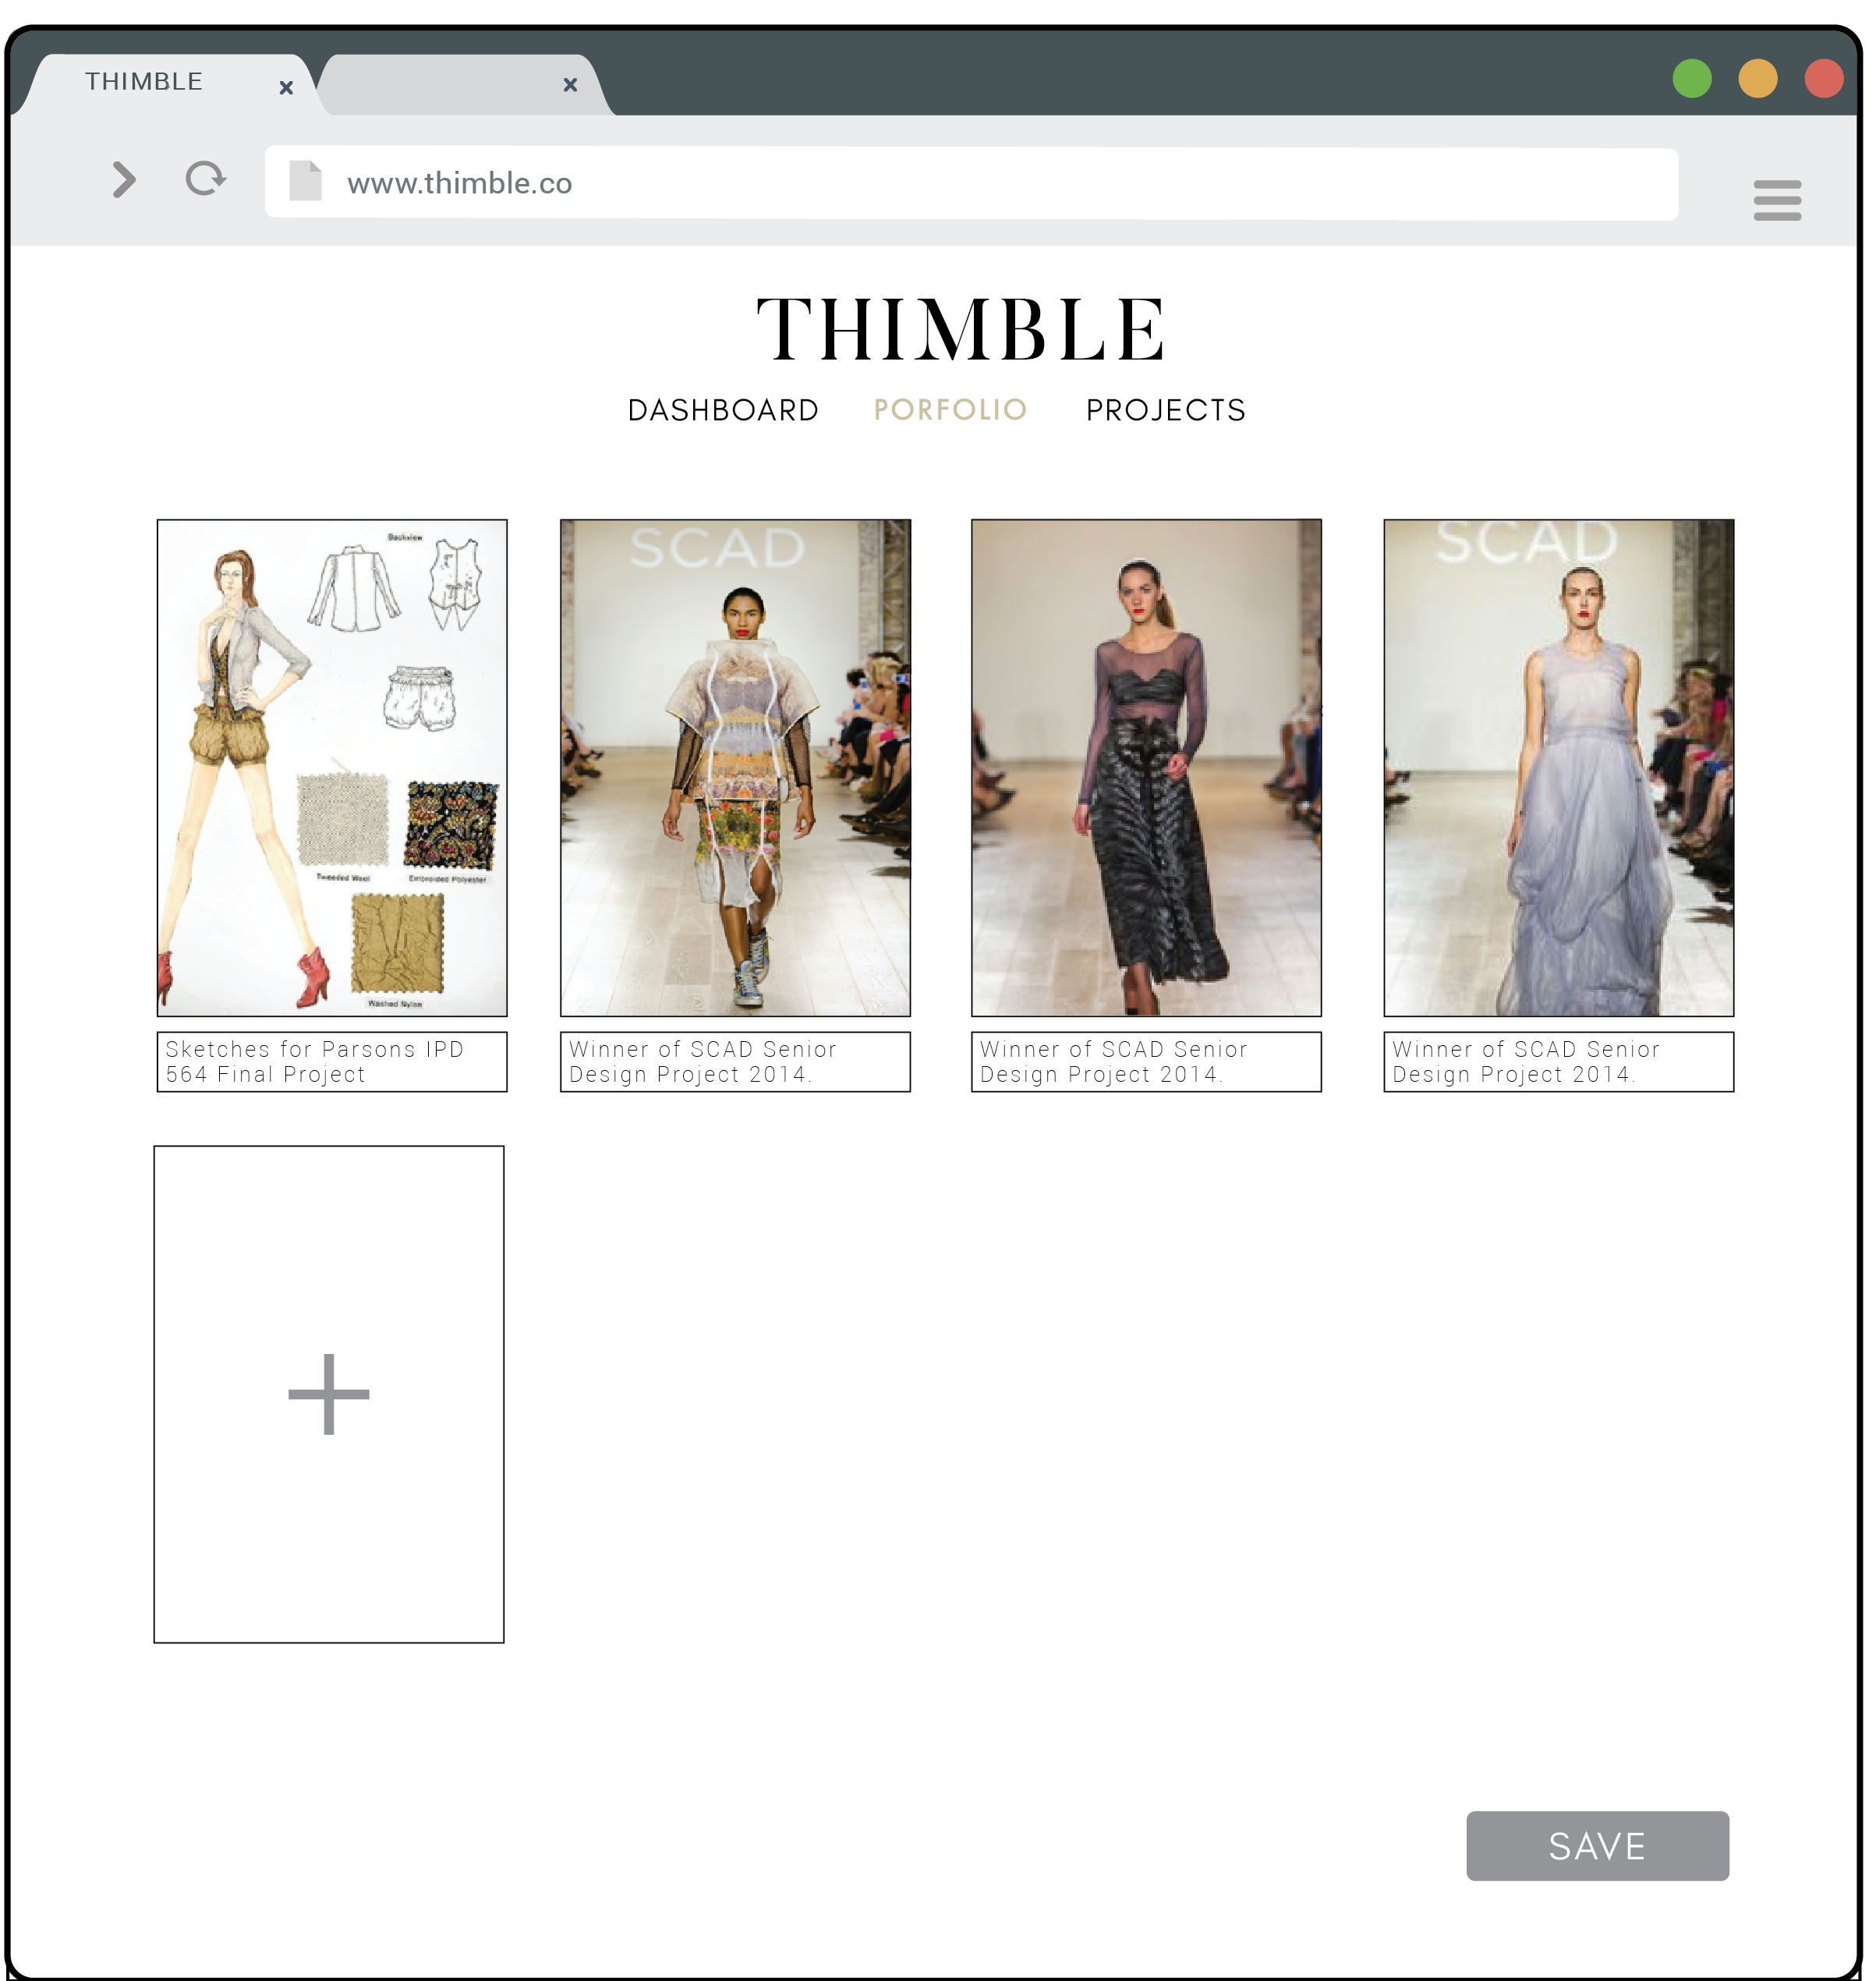 THIMBLE
www.thimble.co
THIMBLE
DASHBOARD PORFOLIO PROJECTS
Backview
Tweeded Wool
Embroided Polyester
Washed Nylon
SCAD
SCAD
Sketches for Parsons IPD
564 Final Project
Winner of SCAD Senior
Design Project 2014.
Winner of SCAD Senior
Design Project 2014.
Winner of SCAD Senior
Design Project 2014.
SAVE